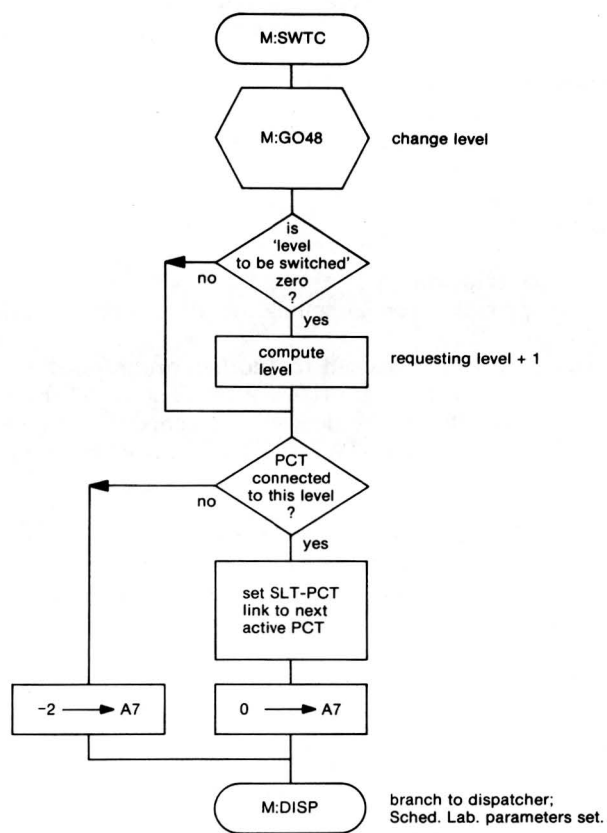 M:SWTC
M:GO48
change level
is
'level
to be switched'
zero
?
no
yes
compute
level
requesting level + 1
PCT
connected
to this level
?
no
yes
set SLT-PCT
link to next
active PCT
-2 → A7
0 → A7
M:DISP
branch to dispatcher;
Sched. Lab. parameters set.